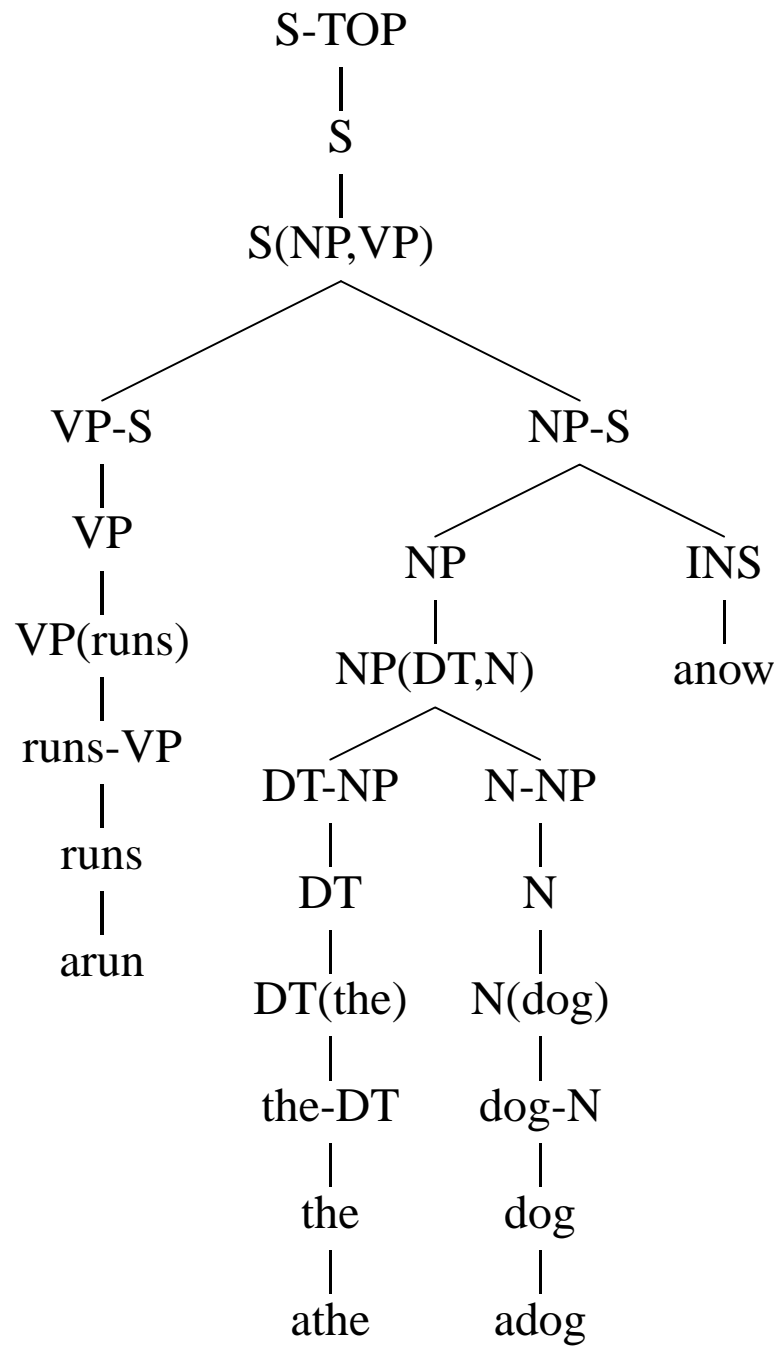 S-TOP
S
S(NP,VP)
VP-S NP-S
VP NP INS
VP(runs) NP(DT,N) anow
runs-VP DT-NP N-NP
runs DT N
arun DT(the) N(dog)
the-DT dog-N
the dog
athe adog